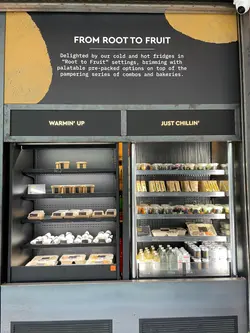 FROM ROOT TO FRUIT
Delighted by our cold and hot fridges in
"Root to Fruit" settings, brimming with
palatable pre-packed options on top of the
pampering series of combos and bakeries.
WARMIN' UP
JUST CHILLIN'